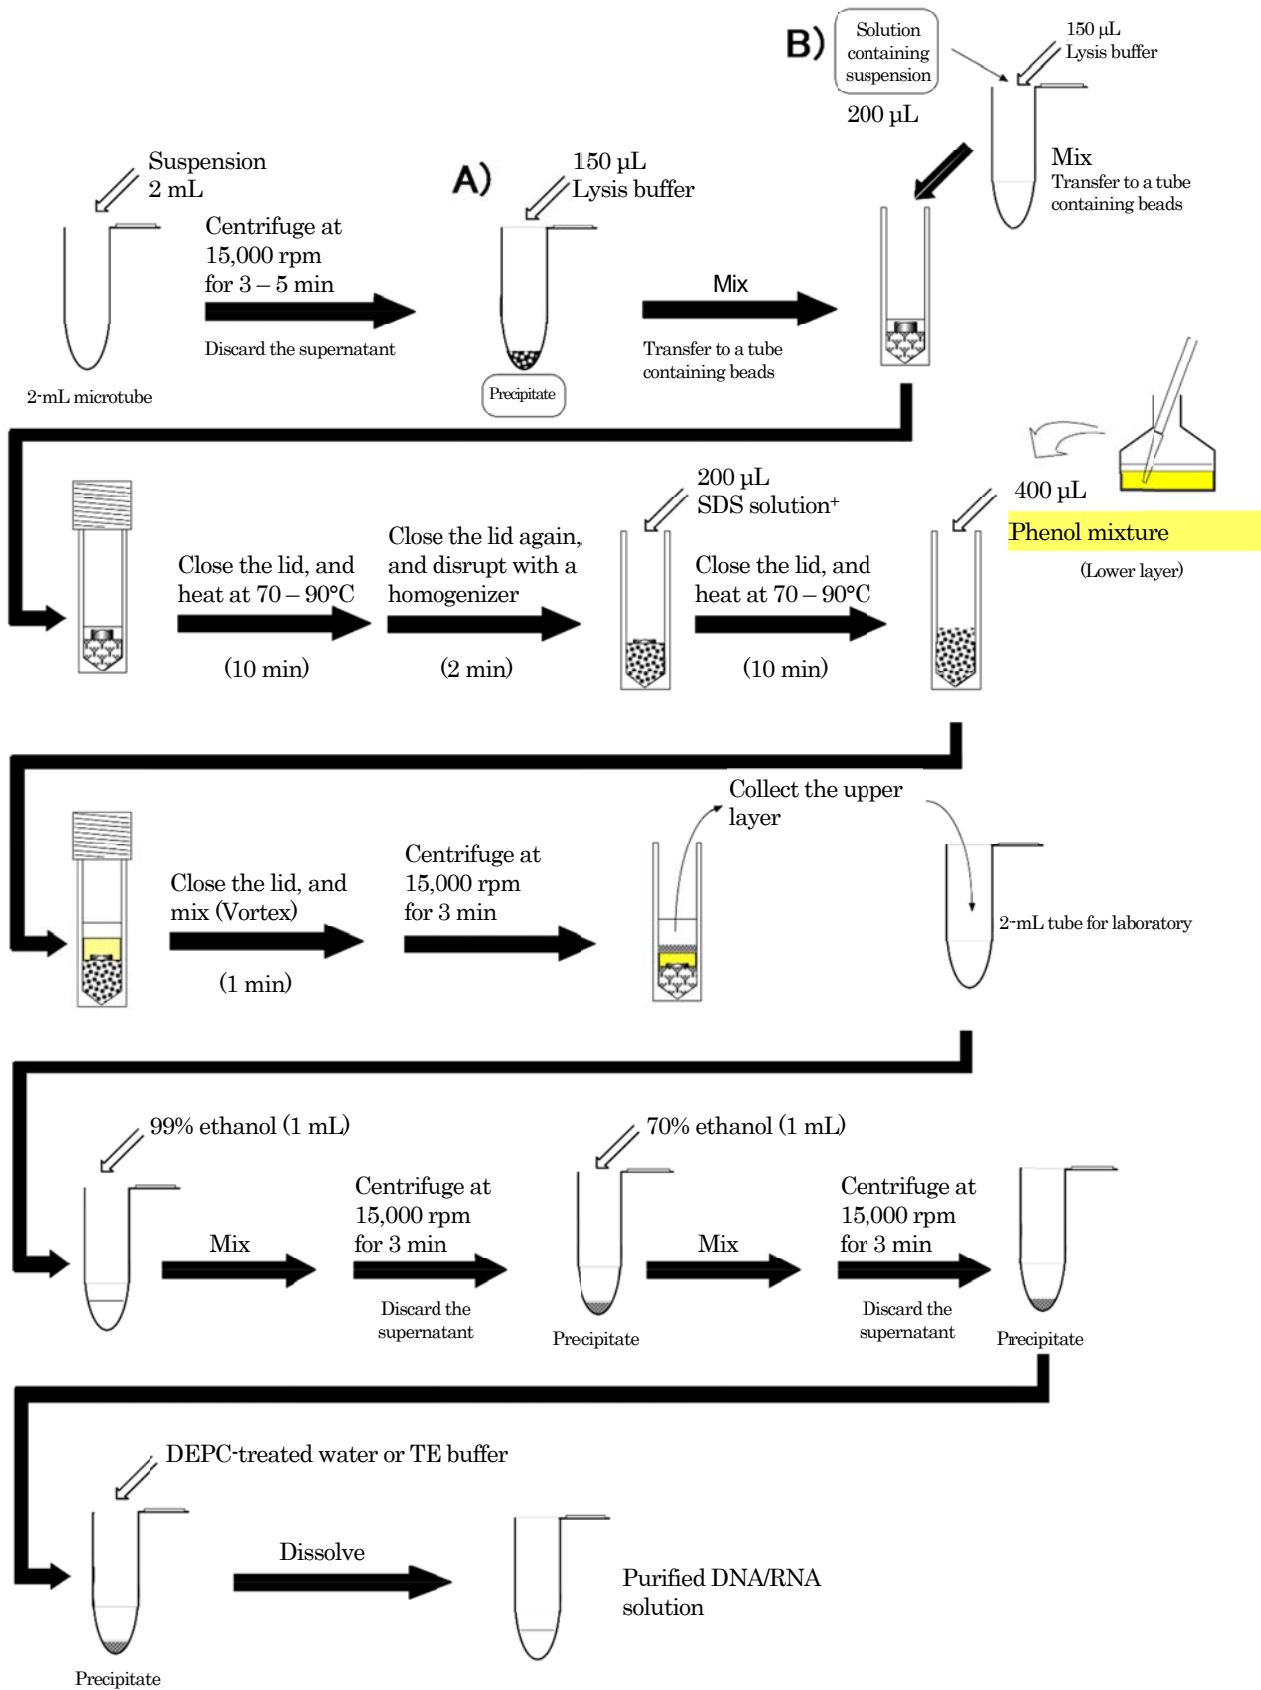 B)
Solution
containing
suspension
200 µL
150 µL
Lysis buffer
Mix
Transfer to a tube
containing beads
Suspension
2 mL
2-mL microtube
Centrifuge at
15,000 rpm
for 3 – 5 min
Discard the supernatant
A)
150 µL
Lysis buffer
Precipitate
Mix
Transfer to a tube
containing beads
Close the lid, and
heat at 70 – 90°C
(10 min)
Close the lid again,
and disrupt with a
homogenizer
(2 min)
200 µL
SDS solution⁺
Close the lid, and
heat at 70 – 90°C
(10 min)
400 µL
Phenol mixture
(Lower layer)
Close the lid, and
mix (Vortex)
(1 min)
Centrifuge at
15,000 rpm
for 3 min
Collect the upper
layer
2-mL tube for laboratory
99% ethanol (1 mL)
Mix
Centrifuge at
15,000 rpm
for 3 min
Discard the
supernatant
70% ethanol (1 mL)
Precipitate
Mix
Centrifuge at
15,000 rpm
for 3 min
Discard the
supernatant
Precipitate
DEPC-treated water or TE buffer
Precipitate
Dissolve
Purified DNA/RNA
solution